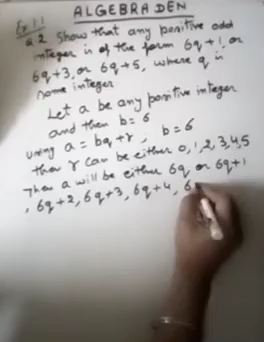 ALGEBRA DEN
Ex 1.1
Q.2 Show that any positive odd
integer is of the form 6q+1, or
6q+3, or 6q+5, where q is
some integer
Let a be any positive integer
and then b=6
using a = bq+r, b=6
then r can be either 0,1,2,3,4,5
Then a will be either 6q or 6q+1
, 6q+2, 6q+3, 6q+4, 6